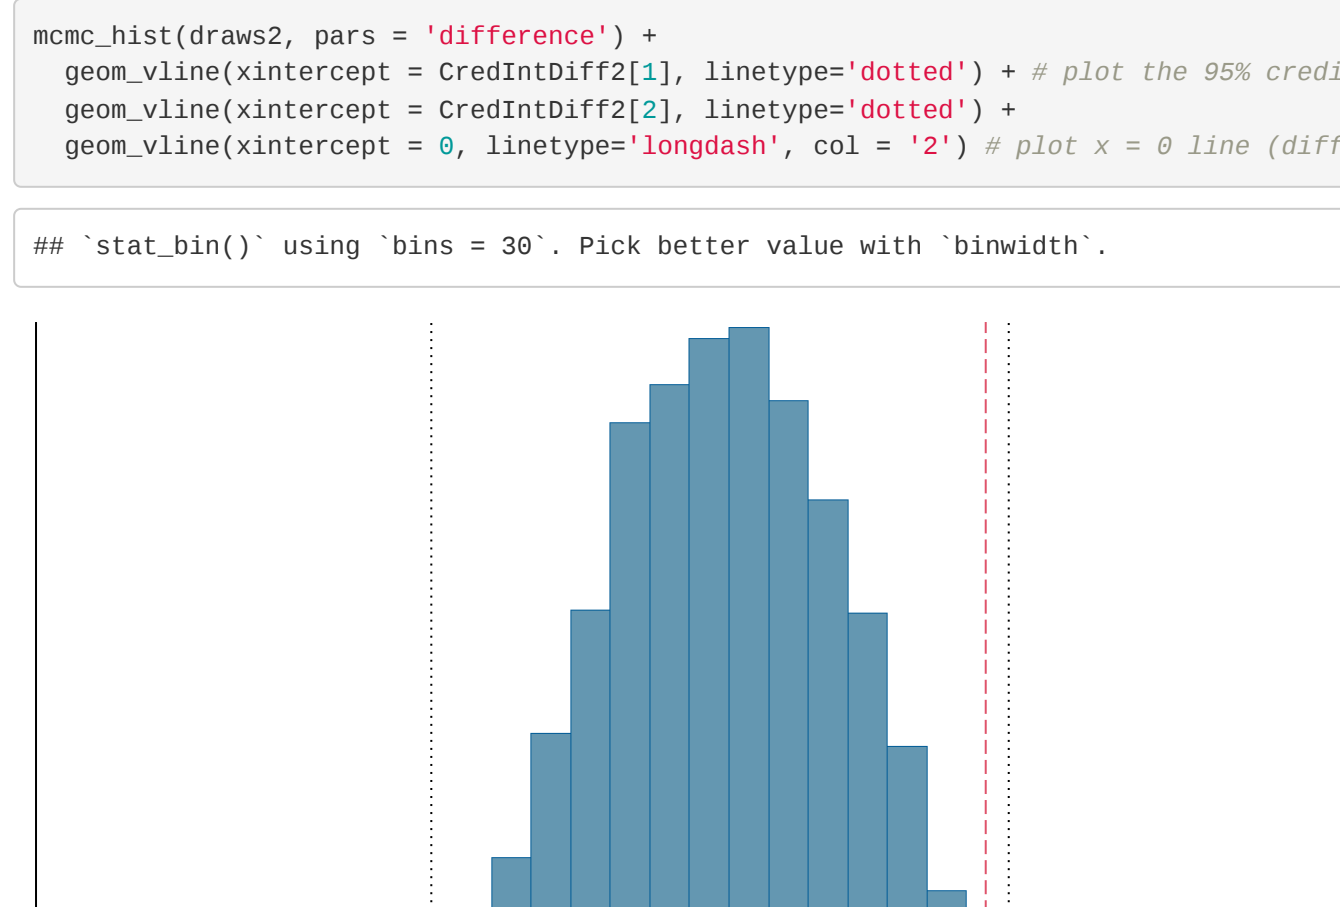 mcmc_hist(draws2, pars = 'difference') +
  geom_vline(xintercept = CredIntDiff2[1], linetype='dotted') + # plot the 95% credi
  geom_vline(xintercept = CredIntDiff2[2], linetype='dotted') +
  geom_vline(xintercept = 0, linetype='longdash', col = '2') # plot x = 0 line (diff
## `stat_bin()` using `bins = 30`. Pick better value with `binwidth`.